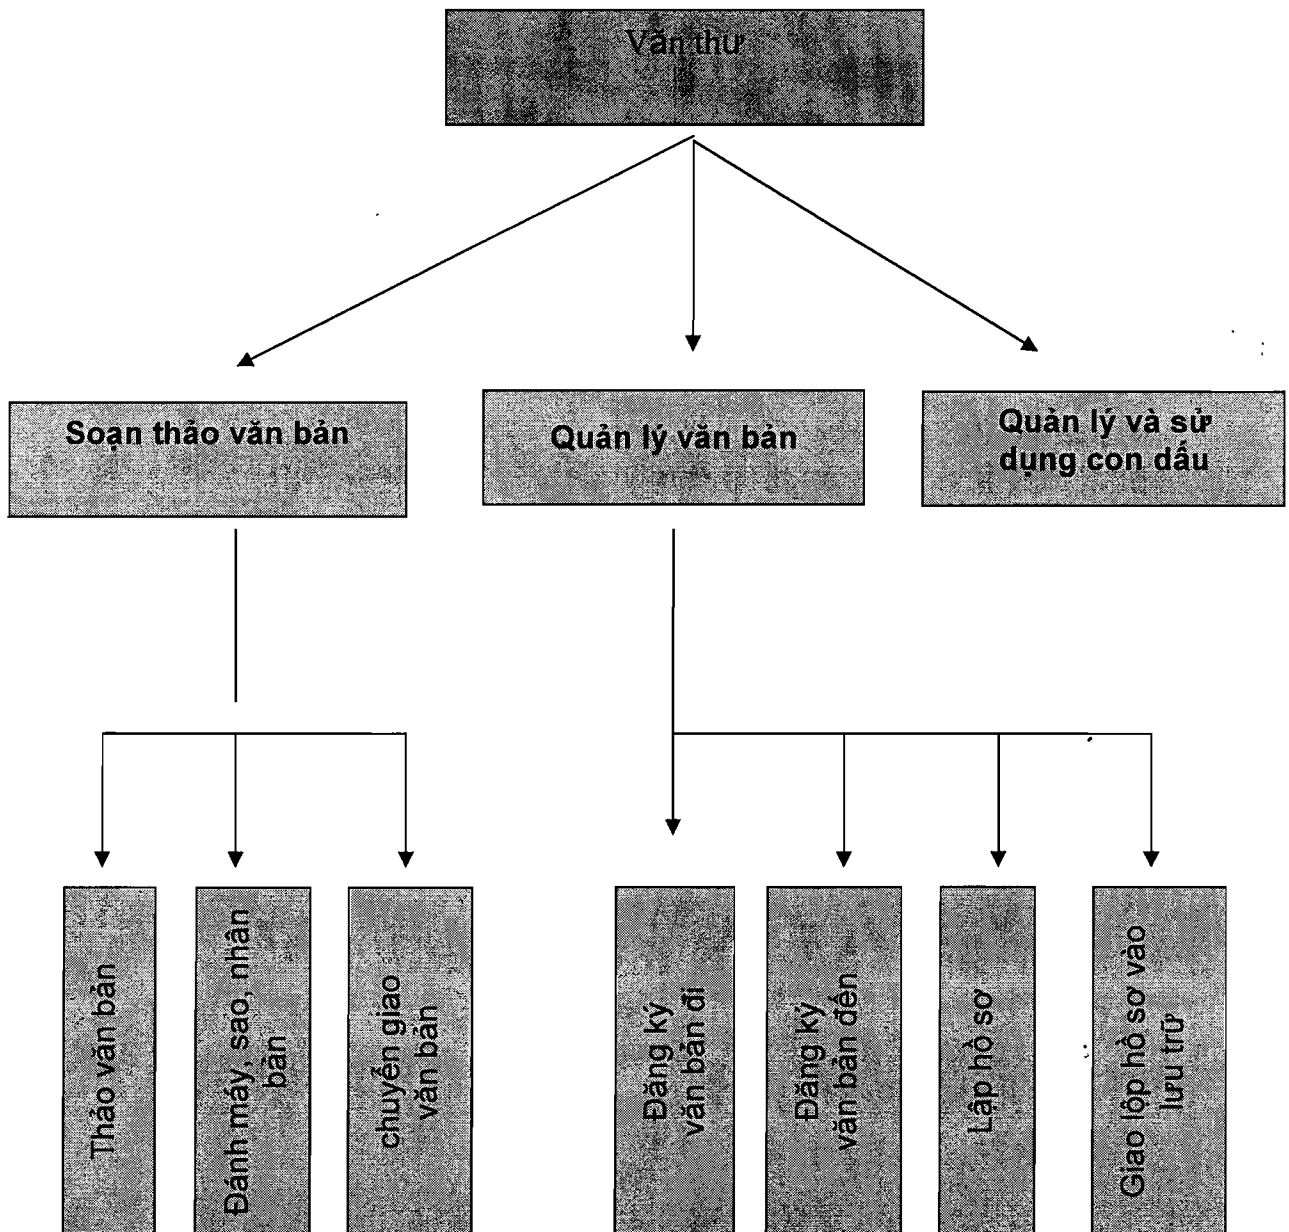 Văn thư
Soạn thảo văn bản
Quản lý văn bản
Quản lý và sử
dụng con dấu
Thảo văn bản
Đánh máy, sao, nhân
bản
chuyển giao
văn bản
Đăng ký
văn bản đi
Đăng ký
văn bản đến
Lập hồ sơ
Giao lộp hồ sơ vào
lưu trữ